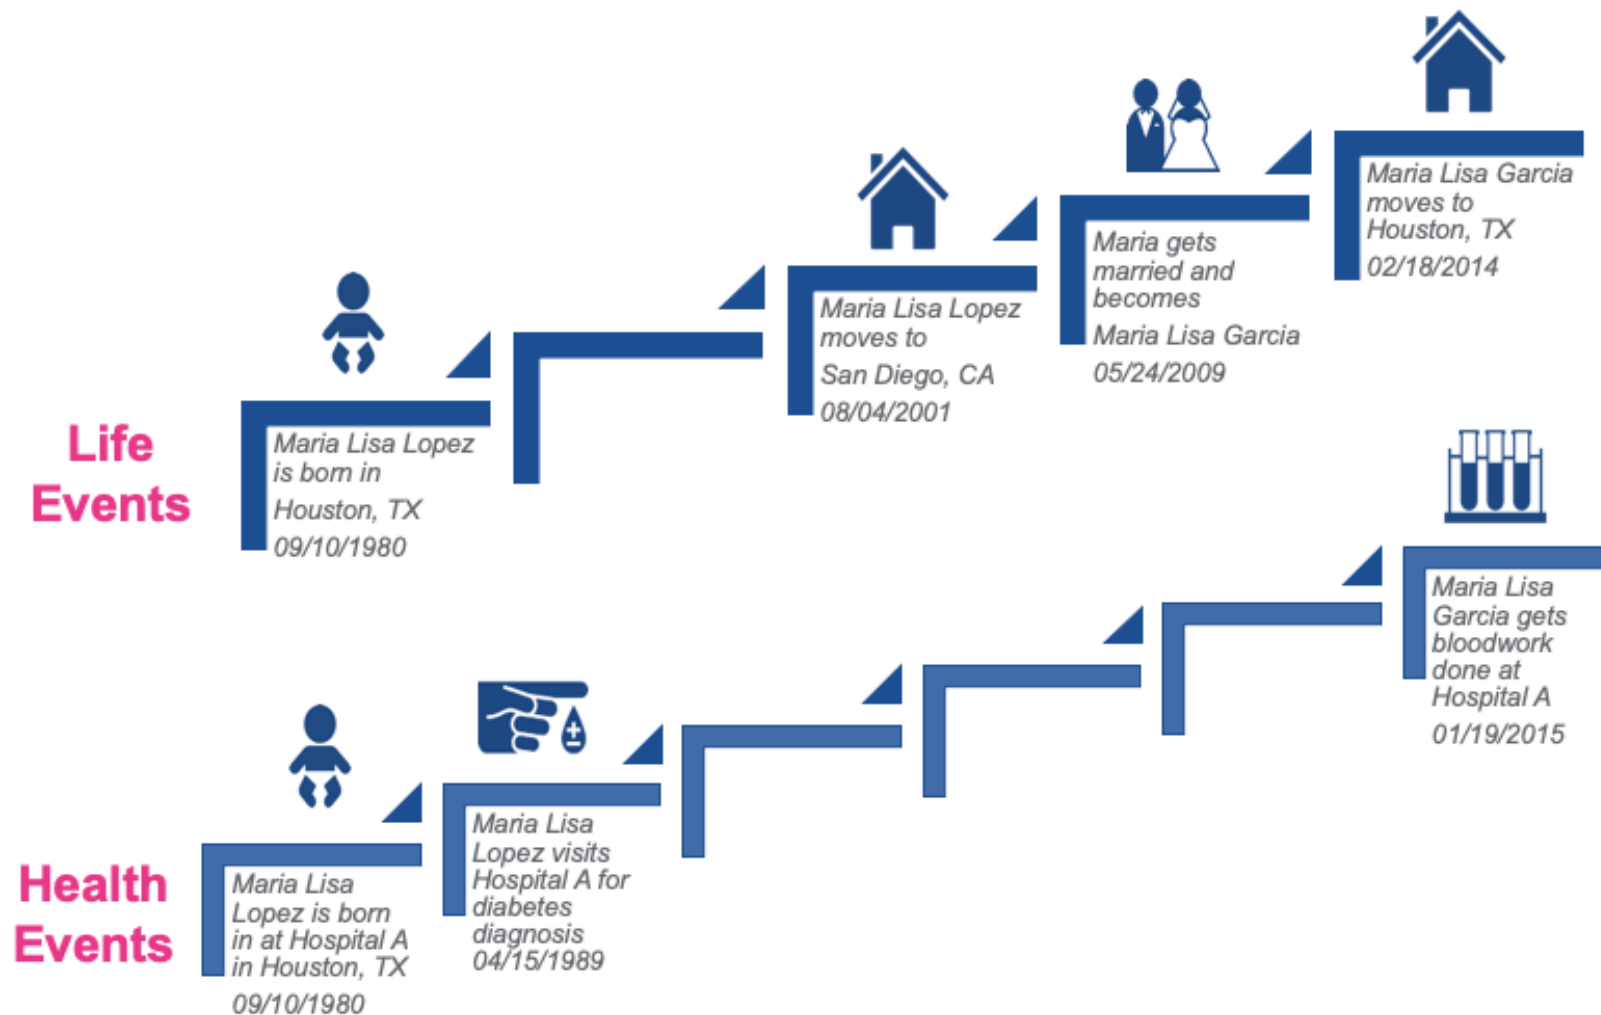 Life
Events
Maria Lisa Lopez
is born in
Houston, TX
09/10/1980
Maria Lisa Lopez
moves to
San Diego, CA
08/04/2001
Maria gets
married and
becomes
Maria Lisa Garcia
05/24/2009
Maria Lisa Garcia
moves to
Houston, TX
02/18/2014
Health
Events
Maria Lisa
Lopez is born
in at Hospital A
in Houston, TX
09/10/1980
Maria Lisa
Lopez visits
Hospital A for
diabetes
diagnosis
04/15/1989
Maria Lisa
Garcia gets
bloodwork
done at
Hospital A
01/19/2015